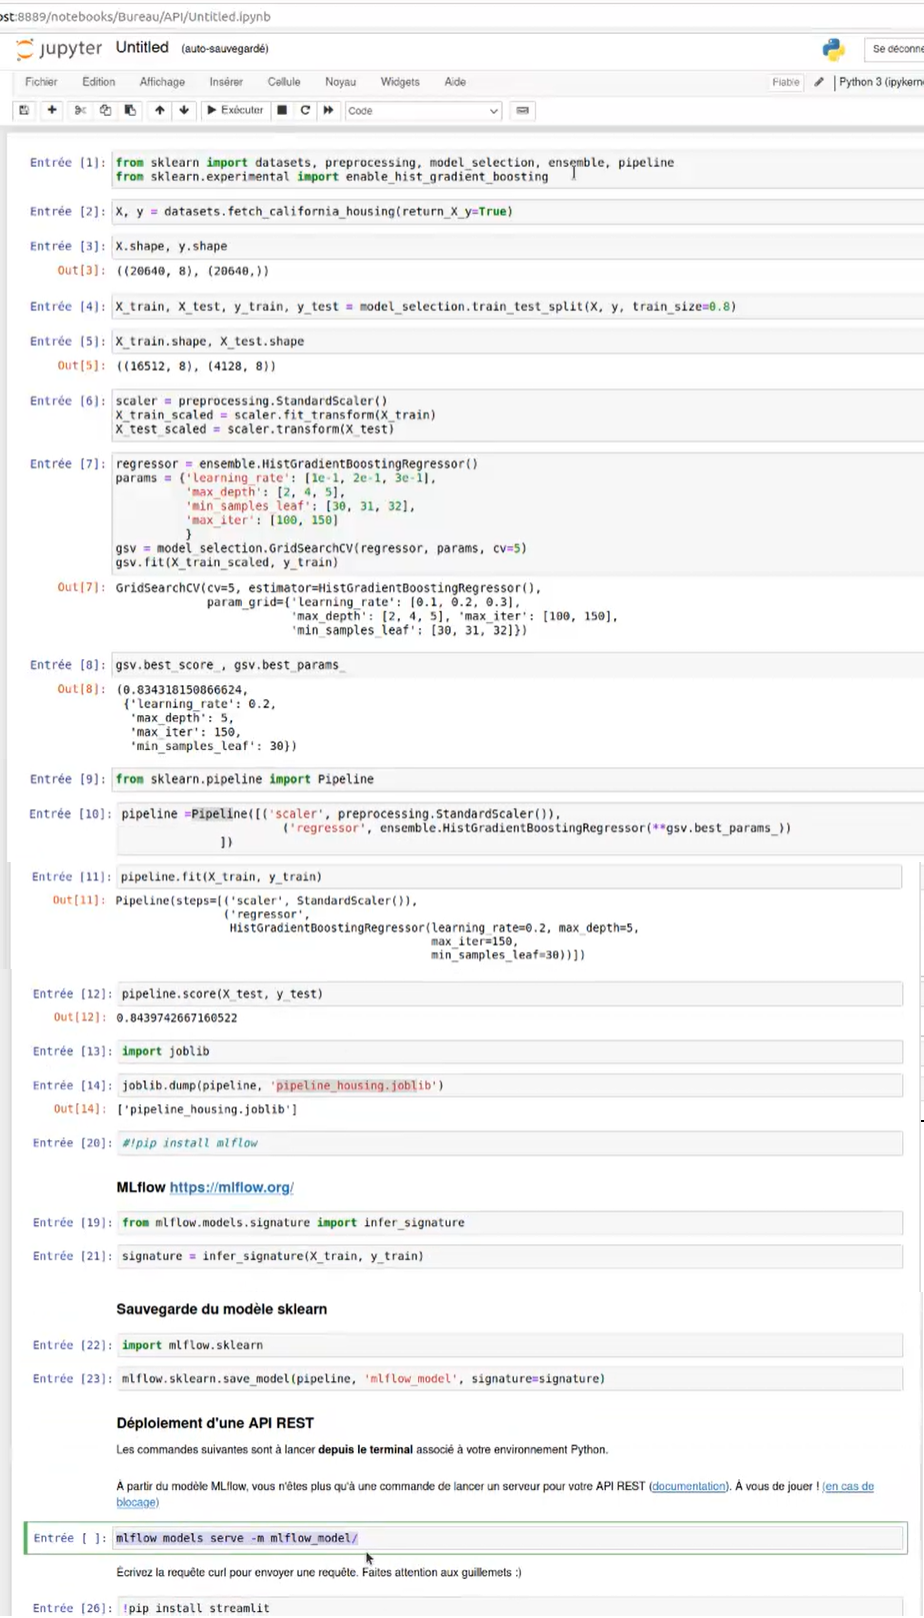 ost:8889/notebooks/Bureau/API/Untitled.ipynb
jupyter Untitled (auto-sauvegardé)
Se déconne
Fichier Edition Affichage Insérer Cellule Noyau Widgets Aide
Fiable Python 3 (ipykerne
Exécuter Code
Entrée [1]: from sklearn import datasets, preprocessing, model_selection, ensemble, pipeline
from sklearn.experimental import enable_hist_gradient_boosting
Entrée [2]: X, y = datasets.fetch_california_housing(return_X_y=True)
Entrée [3]: X.shape, y.shape
Out[3]: ((20640, 8), (20640,))
Entrée [4]: X_train, X_test, y_train, y_test = model_selection.train_test_split(X, y, train_size=0.8)
Entrée [5]: X_train.shape, X_test.shape
Out[5]: ((16512, 8), (4128, 8))
Entrée [6]: scaler = preprocessing.StandardScaler()
X_train_scaled = scaler.fit_transform(X_train)
X_test_scaled = scaler.transform(X_test)
Entrée [7]: regressor = ensemble.HistGradientBoostingRegressor()
params = {'learning_rate': [1e-1, 2e-1, 3e-1],
'max_depth': [2, 4, 5],
'min_samples_leaf': [30, 31, 32],
'max_iter': [100, 150]
}
gsv = model_selection.GridSearchCV(regressor, params, cv=5)
gsv.fit(X_train_scaled, y_train)
Out[7]: GridSearchCV(cv=5, estimator=HistGradientBoostingRegressor(),
param_grid={'learning_rate': [0.1, 0.2, 0.3],
'max_depth': [2, 4, 5], 'max_iter': [100, 150],
'min_samples_leaf': [30, 31, 32]})
Entrée [8]: gsv.best_score_, gsv.best_params_
Out[8]: (0.834318150866624,
{'learning_rate': 0.2,
'max_depth': 5,
'max_iter': 150,
'min_samples_leaf': 30})
Entrée [9]: from sklearn.pipeline import Pipeline
Entrée [10]: pipeline =Pipeline([('scaler', preprocessing.StandardScaler()),
('regressor', ensemble.HistGradientBoostingRegressor(**gsv.best_params_))
])
Entrée [11]: pipeline.fit(X_train, y_train)
Out[11]: Pipeline(steps=[('scaler', StandardScaler()),
('regressor',
HistGradientBoostingRegressor(learning_rate=0.2, max_depth=5,
max_iter=150,
min_samples_leaf=30))])
Entrée [12]: pipeline.score(X_test, y_test)
Out[12]: 0.8439742667160522
Entrée [13]: import joblib
Entrée [14]: joblib.dump(pipeline, 'pipeline_housing.joblib')
Out[14]: ['pipeline_housing.joblib']
Entrée [20]: #!pip install mlflow
MLflow https://mlflow.org/
Entrée [19]: from mlflow.models.signature import infer_signature
Entrée [21]: signature = infer_signature(X_train, y_train)
Sauvegarde du modèle sklearn
Entrée [22]: import mlflow.sklearn
Entrée [23]: mlflow.sklearn.save_model(pipeline, 'mlflow_model', signature=signature)
Déploiement d'une API REST
Les commandes suivantes sont à lancer depuis le terminal associé à votre environnement Python.
À partir du modèle MLflow, vous n'êtes plus qu'à une commande de lancer un serveur pour votre API REST (documentation). À vous de jouer ! (en cas de
blocage)
Entrée [ ]: mlflow models serve -m mlflow_model/
Écrivez la requête curl pour envoyer une requête. Faites attention aux guillemets :)
Entrée [26]: !pip install streamlit